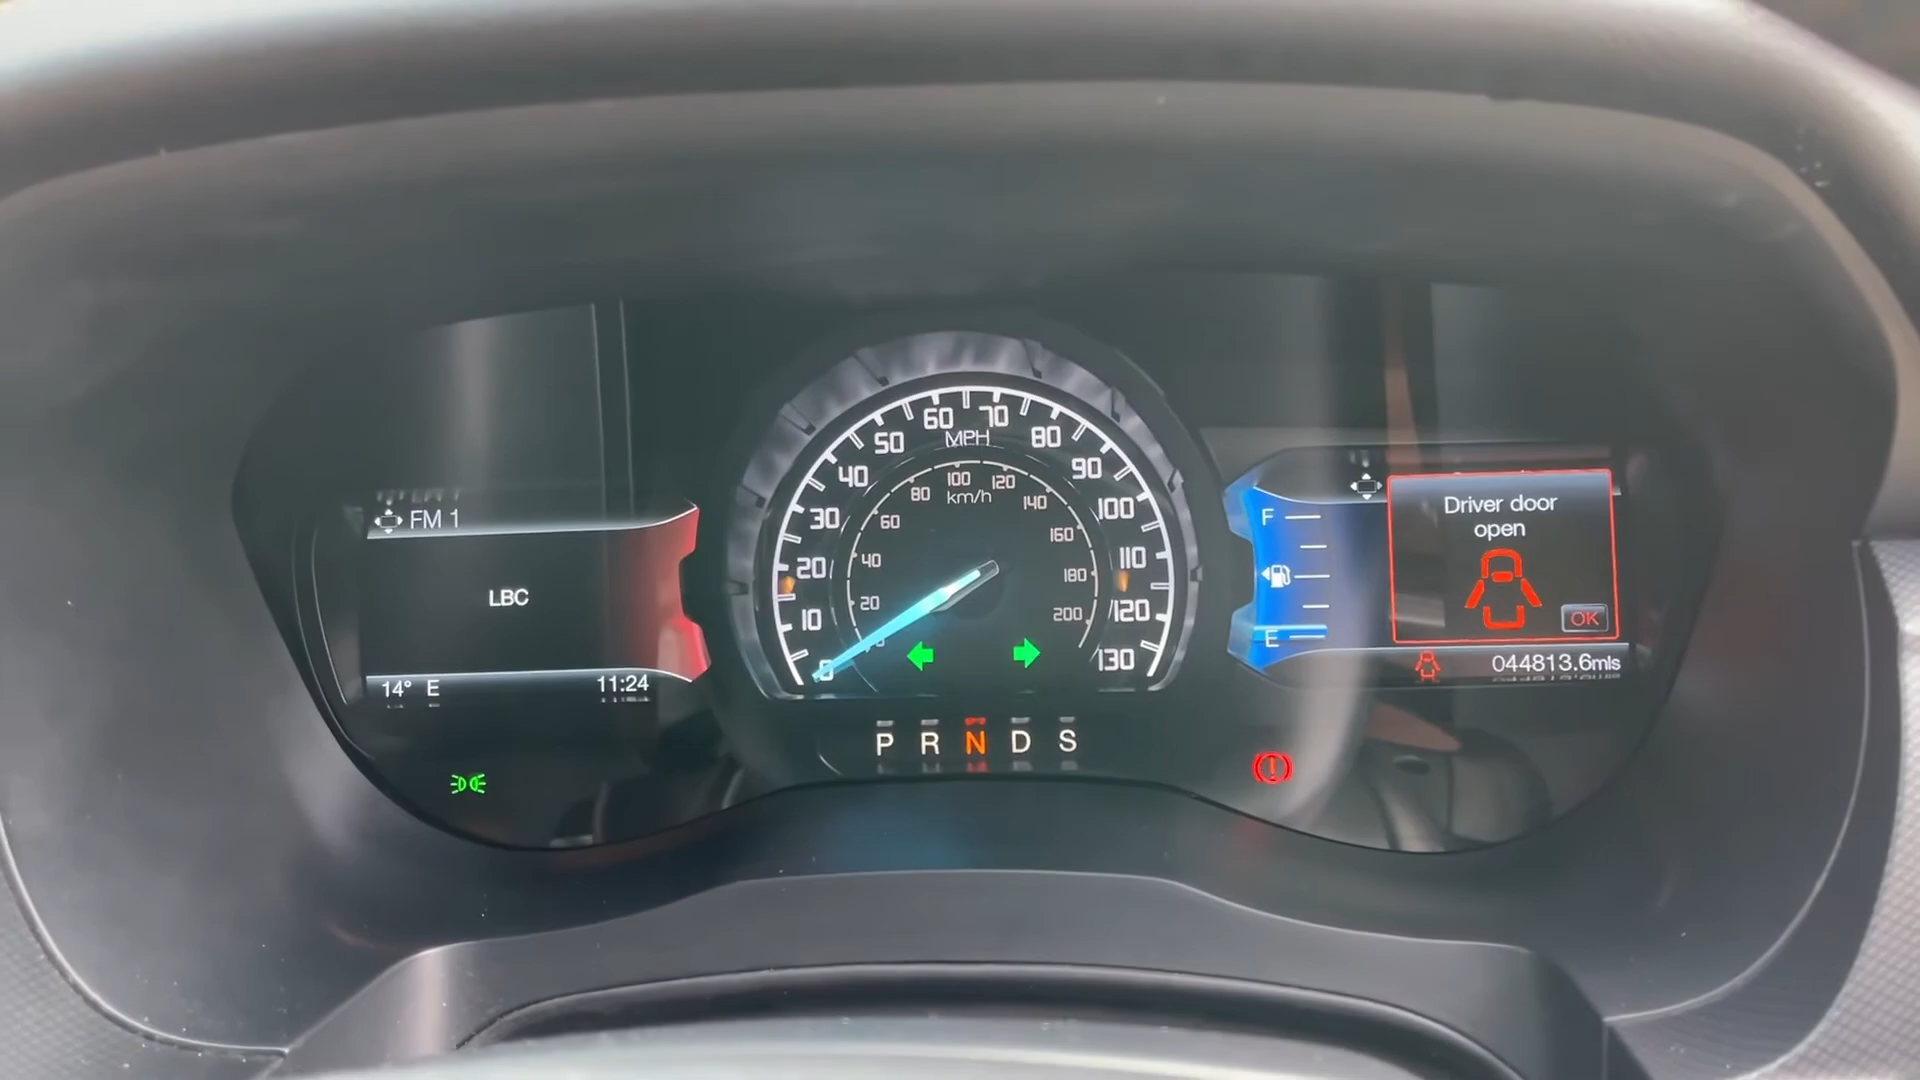 FM 1
LBC
14° E
11:24
0
10
20
30
40
50
60
70
80
90
100
110
120
130
MPH
20
40
60
80
100
120
140
160
180
200
km/h
P R N D S
F
E
Driver door
open
OK
044813.6mls